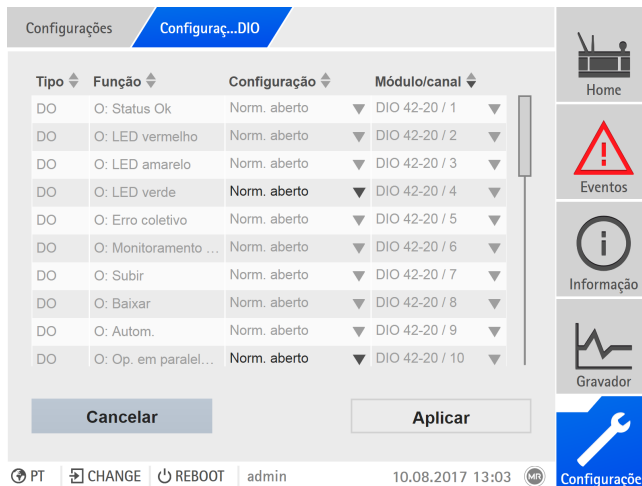 Configurações Configuraç...DIO
Tipo Função Configuração Módulo/canal
DO O: Status Ok Norm. aberto DIO 42-20 / 1
DO O: LED vermelho Norm. aberto DIO 42-20 / 2
DO O: LED amarelo Norm. aberto DIO 42-20 / 3
DO O: LED verde Norm. aberto DIO 42-20 / 4
DO O: Erro coletivo Norm. aberto DIO 42-20 / 5
DO O: Monitoramento ... Norm. aberto DIO 42-20 / 6
DO O: Subir Norm. aberto DIO 42-20 / 7
DO O: Baixar Norm. aberto DIO 42-20 / 8
DO O: Autom. Norm. aberto DIO 42-20 / 9
DO O: Op. em paralel... Norm. aberto DIO 42-20 / 10
Cancelar Aplicar
PT CHANGE REBOOT admin 10.08.2017 13:03 MR
Home
Eventos
Informação
Gravador
Configuraçõe